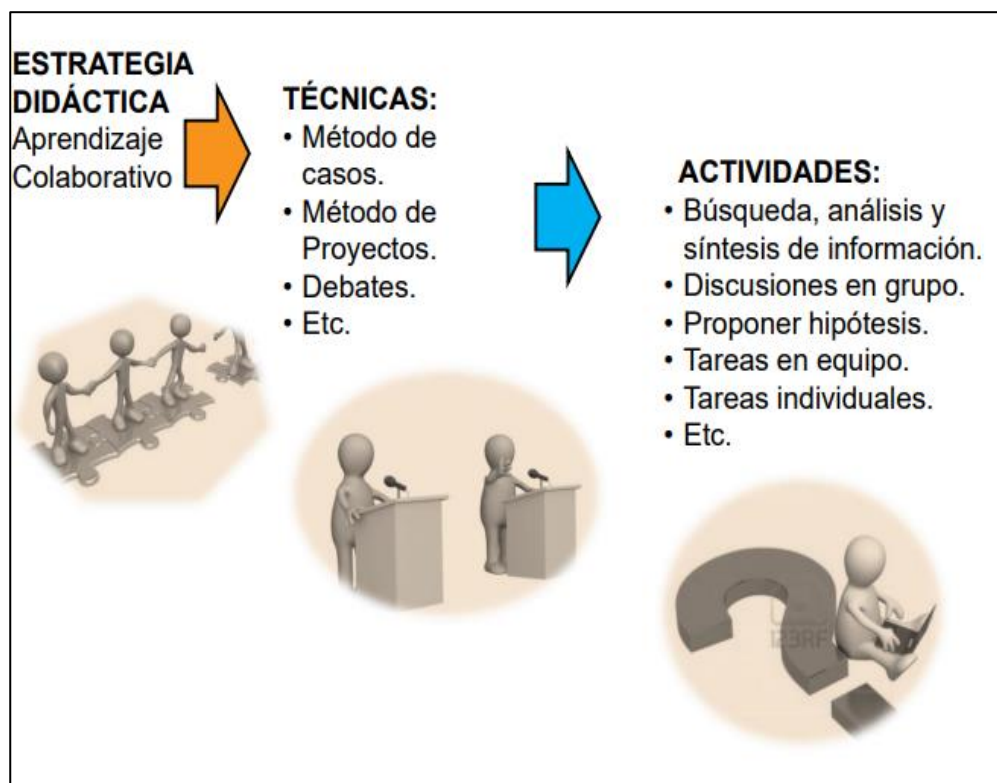 ESTRATEGIA
DIDÁCTICA
Aprendizaje
Colaborativo
TÉCNICAS:
• Método de
casos.
• Método de
Proyectos.
• Debates.
• Etc.
ACTIVIDADES:
• Búsqueda, análisis y
síntesis de información.
• Discusiones en grupo.
• Proponer hipótesis.
• Tareas en equipo.
• Tareas individuales.
• Etc.
123RF